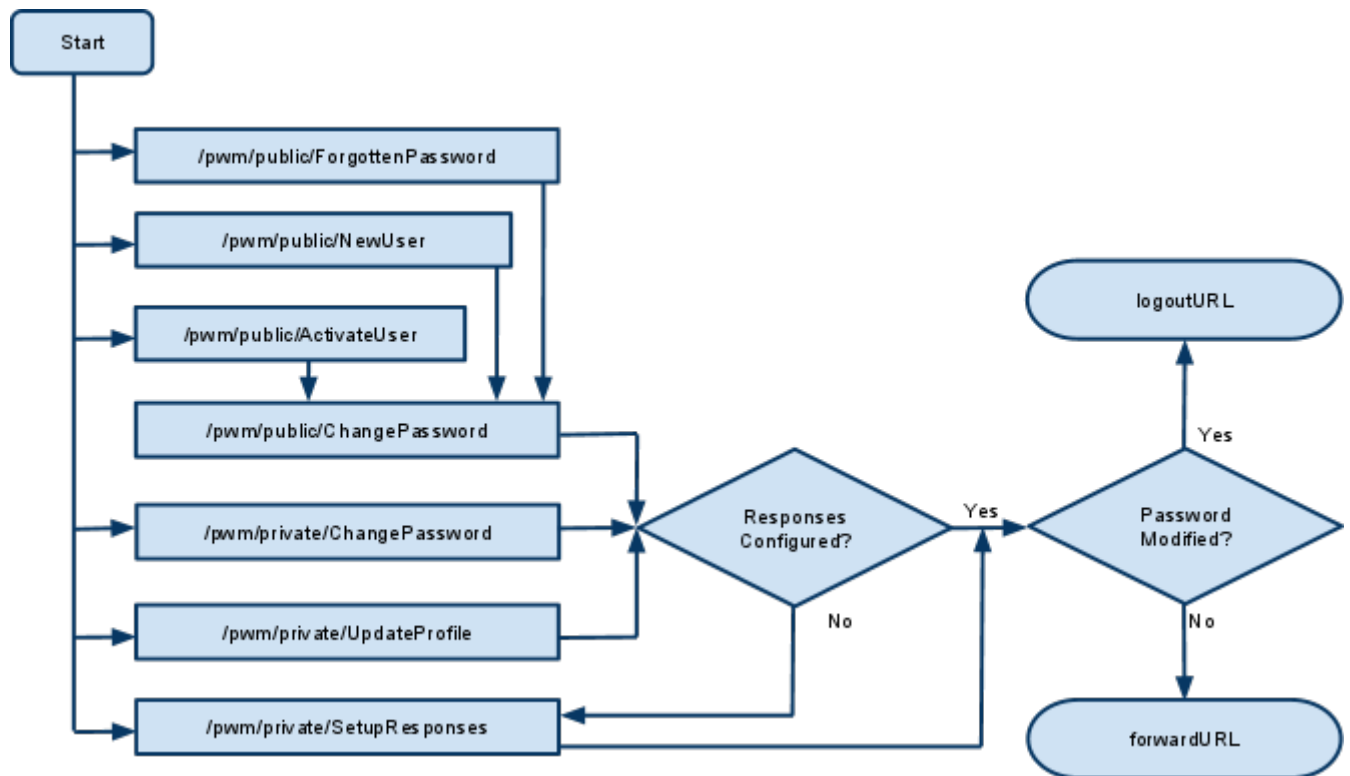 Start
/pwm/public/ForgottenPassword
/pwm/public/NewUser
/pwm/public/ActivateUser
/pwm/public/ChangePassword
/pwm/private/ChangePassword
/pwm/private/UpdateProfile
/pwm/private/SetupResponses
Responses
Configured?
Yes
No
logoutURL
Yes
Password
Modified?
No
forwardURL